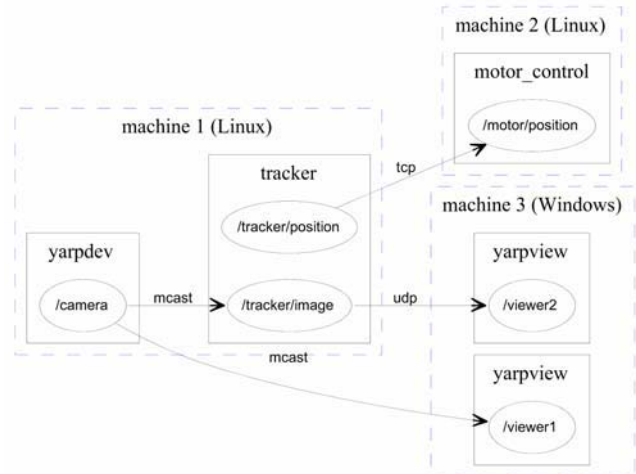 machine 2 (Linux)
motor_control
/motor/position
machine 1 (Linux)
tracker
tcp
/tracker/position
machine 3 (Windows)
yarpdev
yarpview
/camera
mcast
/tracker/image
udp
/viewer2
mcast
yarpview
/viewer1